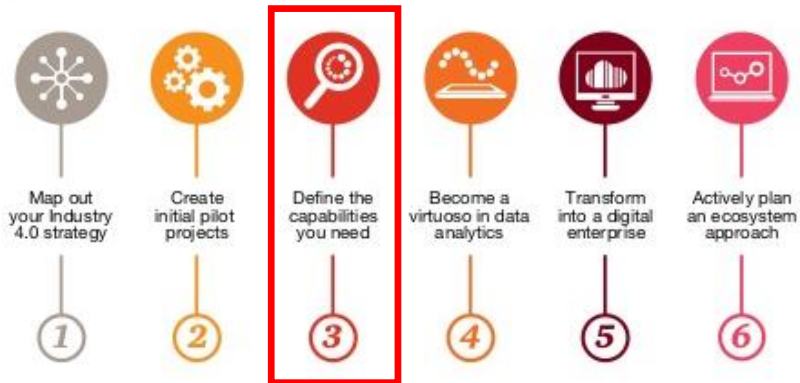 Map out
your Industry
4.0 strategy
Create
initial pilot
projects
Define the
capabilities
you need
Become a
virtuoso in data
analytics
Transform
into a digital
enterprise
Actively plan
an ecosystem
approach
1
2
3
4
5
6